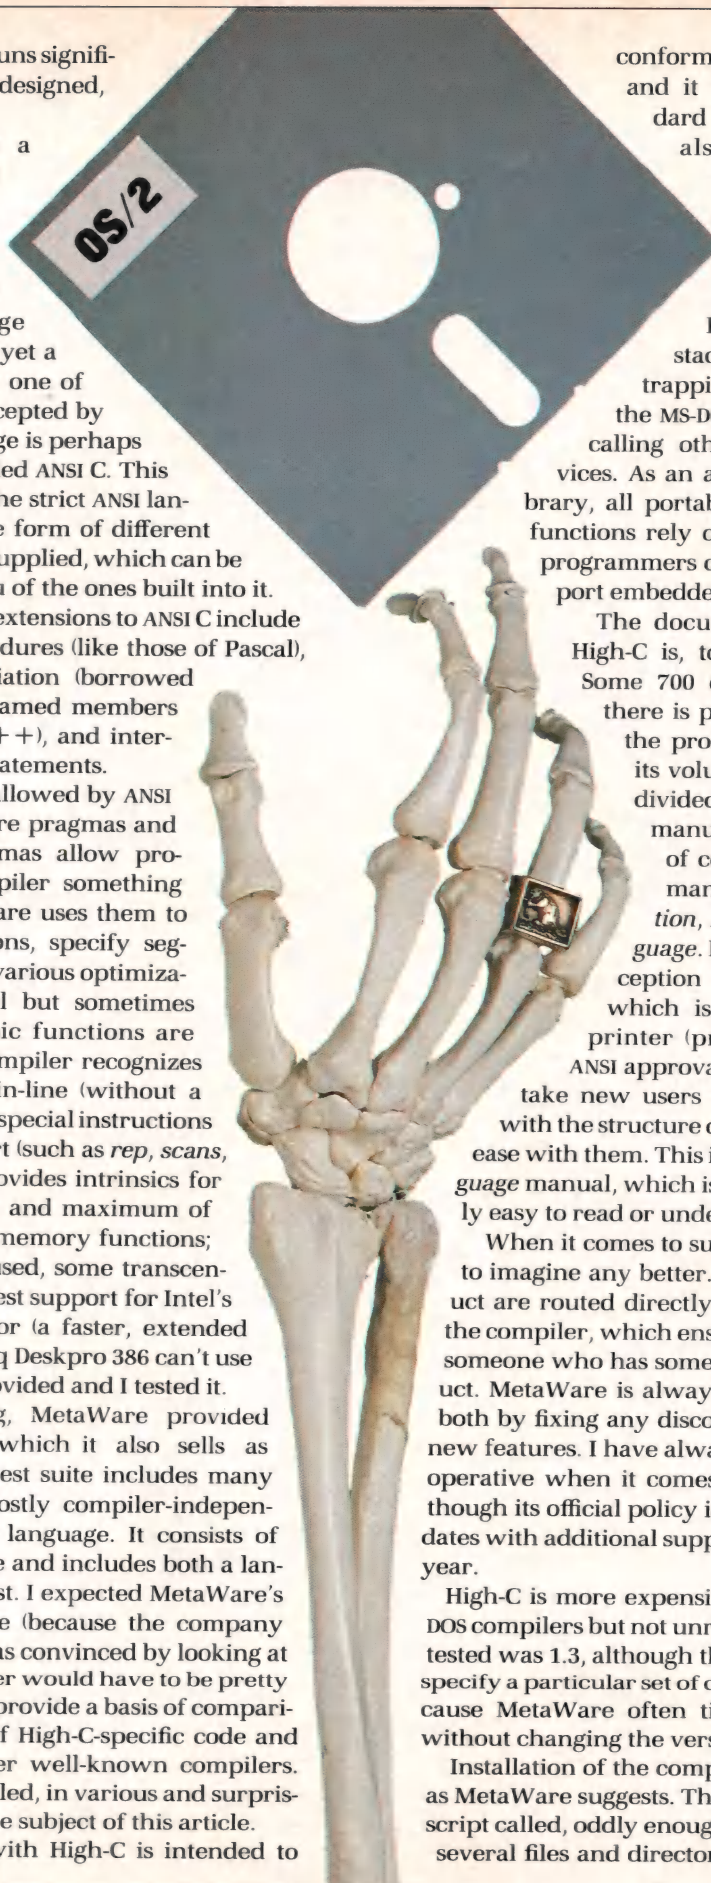 uns signifi-
designed,
a
OS/2
ge
yet a
one of
cepted by
ge is perhaps
ed ANSI C. This
he strict ANSI lan-
e form of different
supplied, which can be
u of the ones built into it.
extensions to ANSI C include
dures (like those of Pascal),
iation (borrowed
amed members
++), and inter-
atements.
allowed by ANSI
re pragmas and
mas allow pro-
piler something
are uses them to
ons, specify seg-
various optimiza-
l but sometimes
ic functions are
mpiler recognizes
in-line (without a
special instructions
rt (such as rep, scans,
ovides intrinsics for
and maximum of
memory functions;
sed, some transcen-
est support for Intel's
or (a faster, extended
q Deskpro 386 can't use
vided and I tested it.
g, MetaWare provided
which it also sells as
est suite includes many
ostly compiler-indepen-
language. It consists of
e and includes both a lan-
st. I expected MetaWare's
e (because the company
as convinced by looking at
er would have to be pretty
provide a basis of compari-
f High-C-specific code and
er well-known compilers.
led, in various and surpris-
e subject of this article.
with High-C is intended to
conform
and it
dard
als
stac
trappi
the MS-D
calling oth
vices. As an a
brary, all portab
functions rely o
programmers c
port embedde
The docu
High-C is, to
Some 700
there is p
the pro
its volu
divided
manu
of c
man
tion,
guage.
ception
which is
printer (pr
ANSI approva
take new users
with the structure o
ease with them. This i
guage manual, which is
ly easy to read or unde
When it comes to su
to imagine any better.
uct are routed directly
the compiler, which ens
someone who has some
uct. MetaWare is alway
both by fixing any disco
new features. I have alwa
operative when it comes
though its official policy i
dates with additional supp
year.
High-C is more expensi
DOS compilers but not unr
tested was 1.3, although th
specify a particular set of c
cause MetaWare often ti
without changing the vers
Installation of the comp
as MetaWare suggests. Th
script called, oddly enoug
several files and director